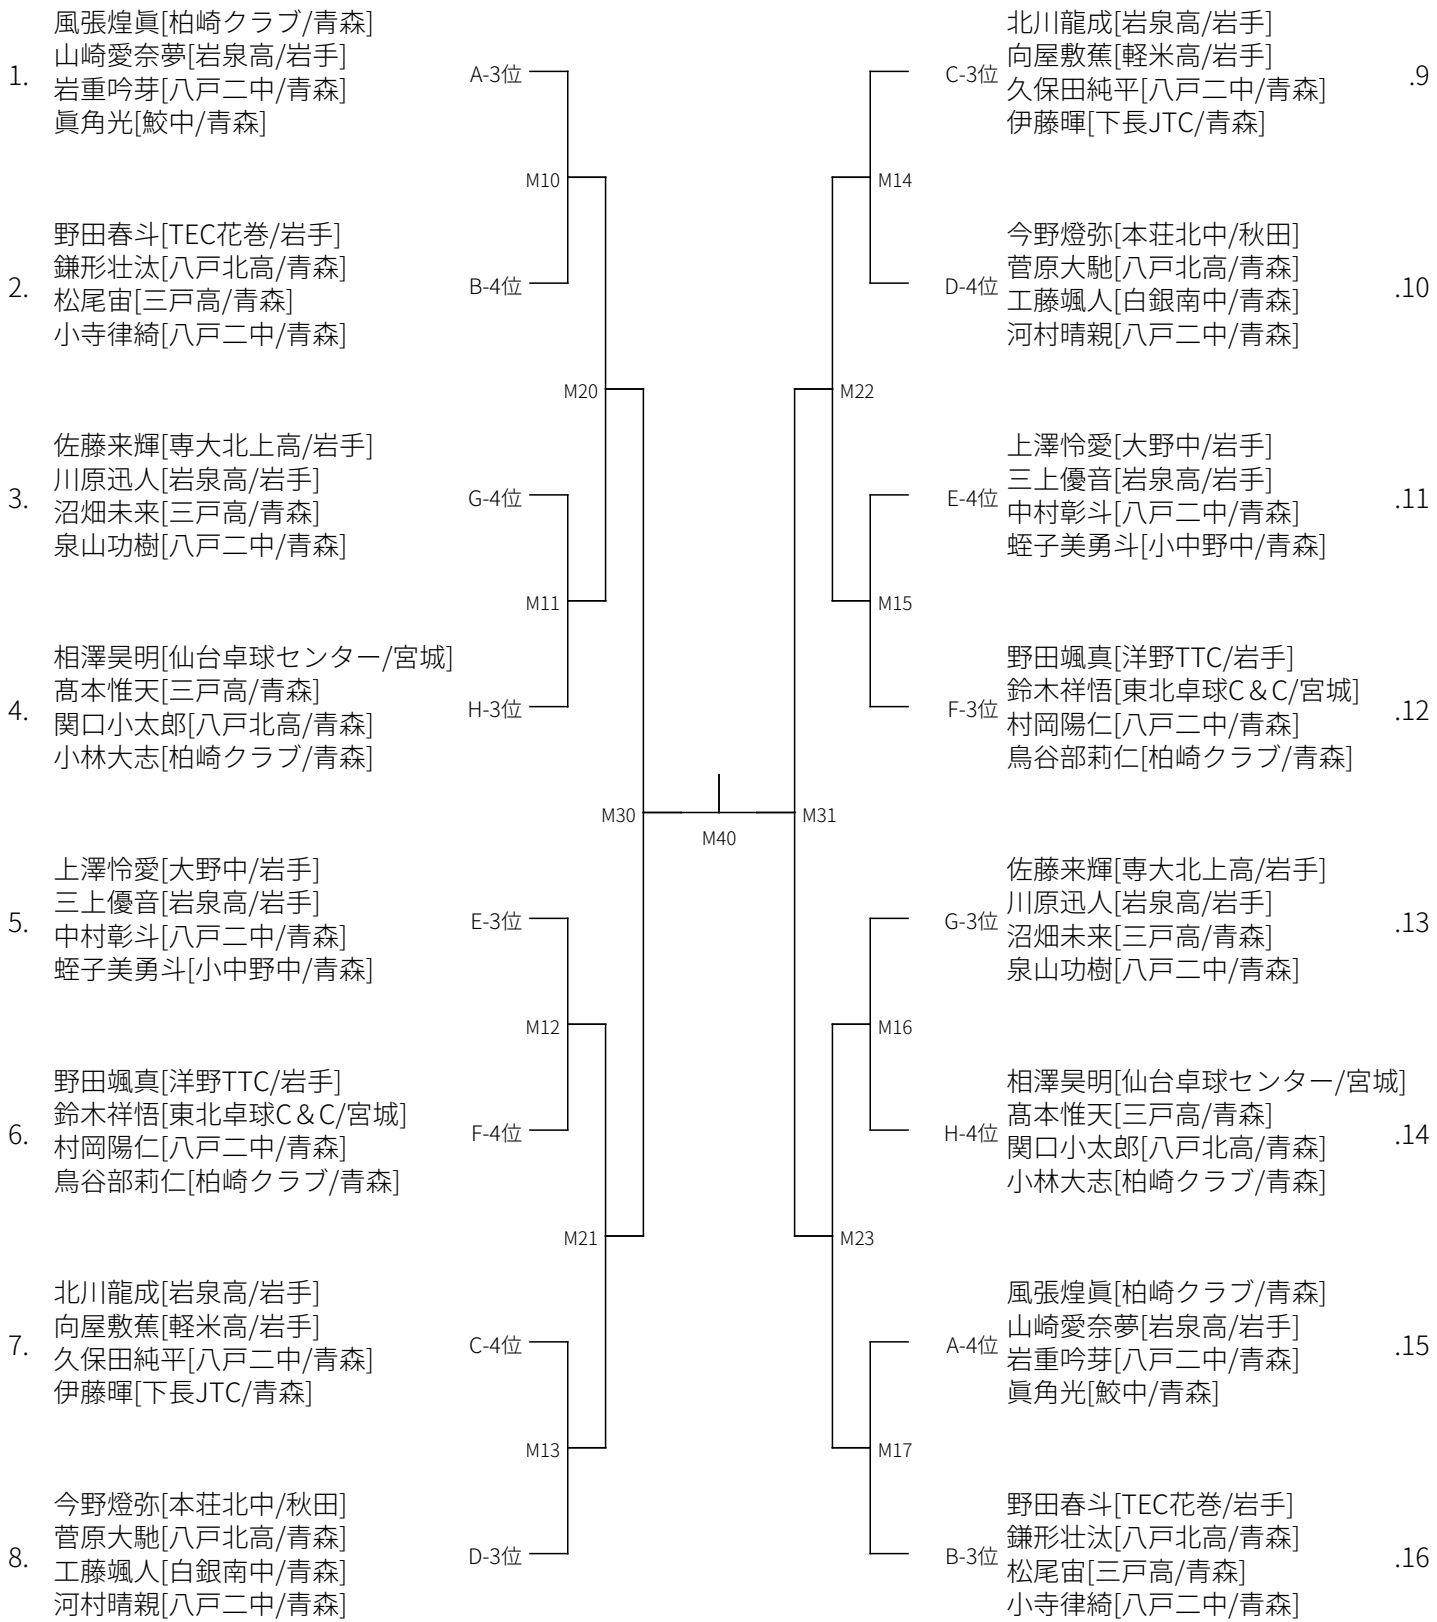 1.
風張煌眞[柏崎クラブ/青森]
山崎愛奈夢[岩泉高/岩手]
岩重吟芽[八戸二中/青森]
眞角光[鮫中/青森]
A-3位
M10
2.
野田春斗[TEC花巻/岩手]
鎌形壮汰[八戸北高/青森]
松尾宙[三戸高/青森]
小寺律綺[八戸二中/青森]
B-4位
M20
3.
佐藤来輝[専大北上高/岩手]
川原迅人[岩泉高/岩手]
沼畑未来[三戸高/青森]
泉山功樹[八戸二中/青森]
G-4位
M11
4.
相澤昊明[仙台卓球センター/宮城]
髙本惟天[三戸高/青森]
関口小太郎[八戸北高/青森]
小林大志[柏崎クラブ/青森]
H-3位
M30
5.
上澤怜愛[大野中/岩手]
三上優音[岩泉高/岩手]
中村彰斗[八戸二中/青森]
蛭子美勇斗[小中野中/青森]
E-3位
M12
6.
野田颯真[洋野TTC/岩手]
鈴木祥悟[東北卓球C＆C/宮城]
村岡陽仁[八戸二中/青森]
鳥谷部莉仁[柏崎クラブ/青森]
F-4位
M21
7.
北川龍成[岩泉高/岩手]
向屋敷蕉[軽米高/岩手]
久保田純平[八戸二中/青森]
伊藤暉[下長JTC/青森]
C-4位
M13
8.
今野燈弥[本荘北中/秋田]
菅原大馳[八戸北高/青森]
工藤颯人[白銀南中/青森]
河村晴親[八戸二中/青森]
D-3位
M40
C-3位
北川龍成[岩泉高/岩手]
向屋敷蕉[軽米高/岩手]
久保田純平[八戸二中/青森]
伊藤暉[下長JTC/青森]
.9
M14
D-4位
今野燈弥[本荘北中/秋田]
菅原大馳[八戸北高/青森]
工藤颯人[白銀南中/青森]
河村晴親[八戸二中/青森]
.10
M22
E-4位
上澤怜愛[大野中/岩手]
三上優音[岩泉高/岩手]
中村彰斗[八戸二中/青森]
蛭子美勇斗[小中野中/青森]
.11
M15
F-3位
野田颯真[洋野TTC/岩手]
鈴木祥悟[東北卓球C＆C/宮城]
村岡陽仁[八戸二中/青森]
鳥谷部莉仁[柏崎クラブ/青森]
.12
M31
G-3位
佐藤来輝[専大北上高/岩手]
川原迅人[岩泉高/岩手]
沼畑未来[三戸高/青森]
泉山功樹[八戸二中/青森]
.13
M16
H-4位
相澤昊明[仙台卓球センター/宮城]
髙本惟天[三戸高/青森]
関口小太郎[八戸北高/青森]
小林大志[柏崎クラブ/青森]
.14
M23
A-4位
風張煌眞[柏崎クラブ/青森]
山崎愛奈夢[岩泉高/岩手]
岩重吟芽[八戸二中/青森]
眞角光[鮫中/青森]
.15
M17
B-3位
野田春斗[TEC花巻/岩手]
鎌形壮汰[八戸北高/青森]
松尾宙[三戸高/青森]
小寺律綺[八戸二中/青森]
.16